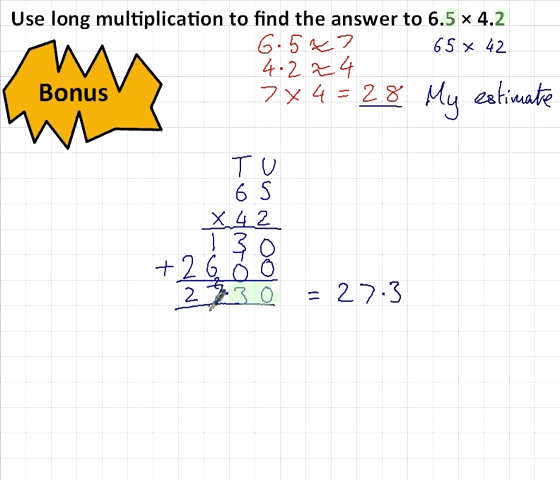 Use long multiplication to find the answer to 6.5 × 4.2
6.5 ≈ 7
65 × 42
4.2 ≈ 4
7 × 4 = 28 My estimate
Bonus
T U
6 5
× 4 2
1 3 0
+ 2 6 0 0
2 7.3 0 = 27.3